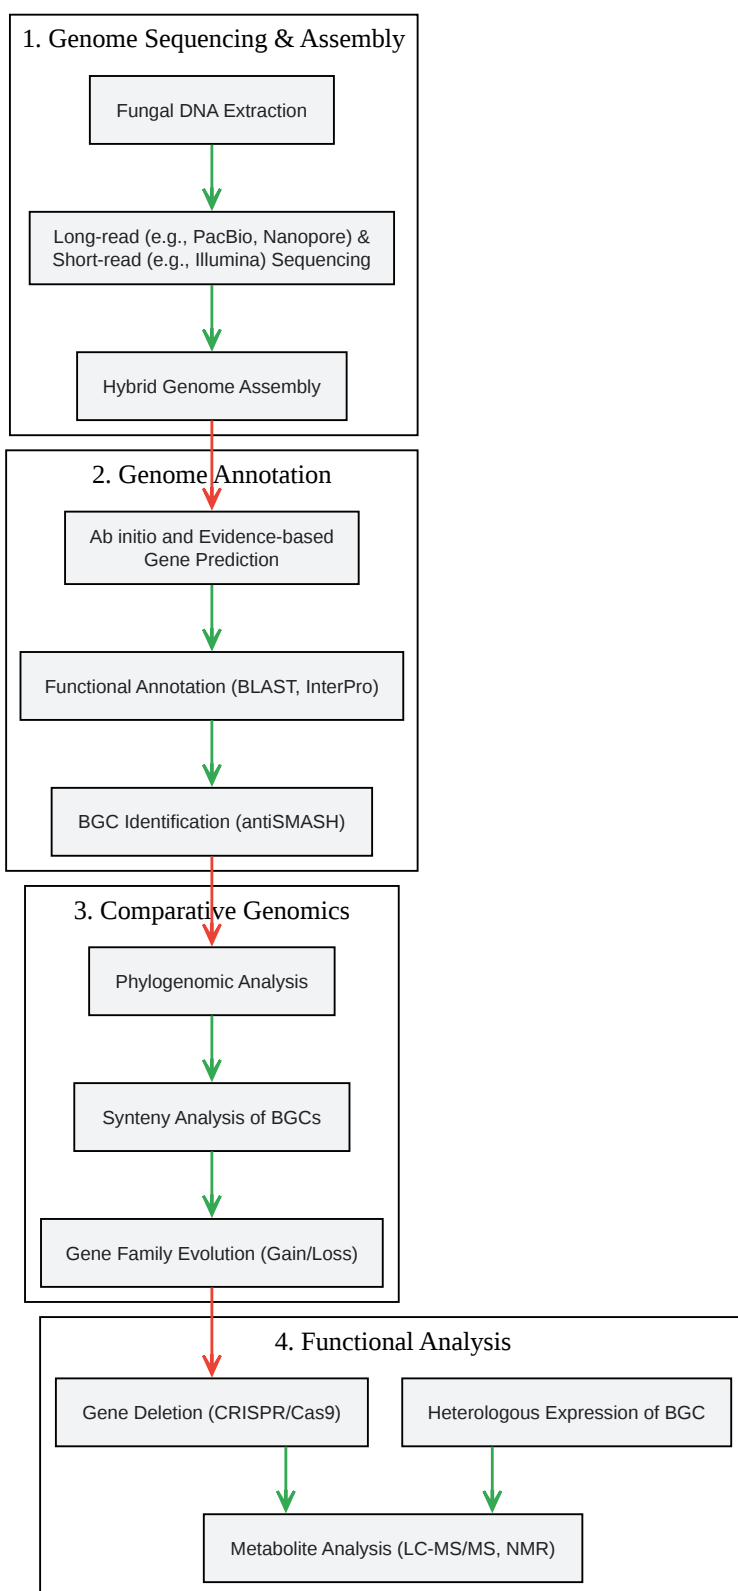 1. Genome Sequencing & Assembly
Fungal DNA Extraction
Long-read (e.g., PacBio, Nanopore) &
Short-read (e.g., Illumina) Sequencing
Hybrid Genome Assembly
2. Genome Annotation
Ab initio and Evidence-based
Gene Prediction
Functional Annotation (BLAST, InterPro)
BGC Identification (antiSMASH)
3. Comparative Genomics
Phylogenomic Analysis
Synteny Analysis of BGCs
Gene Family Evolution (Gain/Loss)
4. Functional Analysis
Gene Deletion (CRISPR/Cas9)
Heterologous Expression of BGC
Metabolite Analysis (LC-MS/MS, NMR)